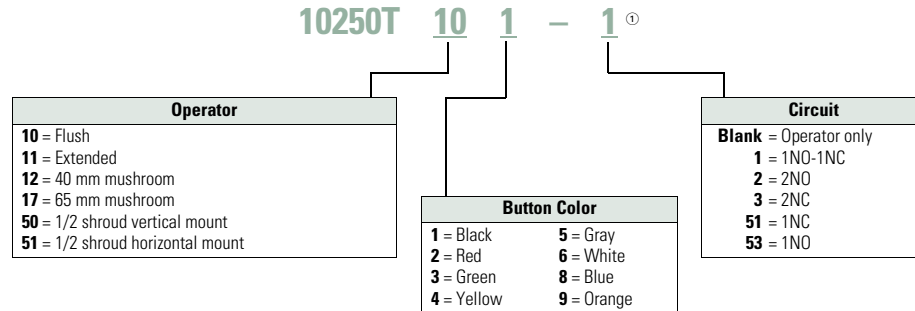 10250T 10 1 – 1 ①
Operator
10 = Flush
11 = Extended
12 = 40 mm mushroom
17 = 65 mm mushroom
50 = 1/2 shroud vertical mount
51 = 1/2 shroud horizontal mount
Button Color
1 = Black 5 = Gray
2 = Red 6 = White
3 = Green 8 = Blue
4 = Yellow 9 = Orange
Circuit
Blank = Operator only
1 = 1NO-1NC
2 = 2NO
3 = 2NC
51 = 1NC
53 = 1NO